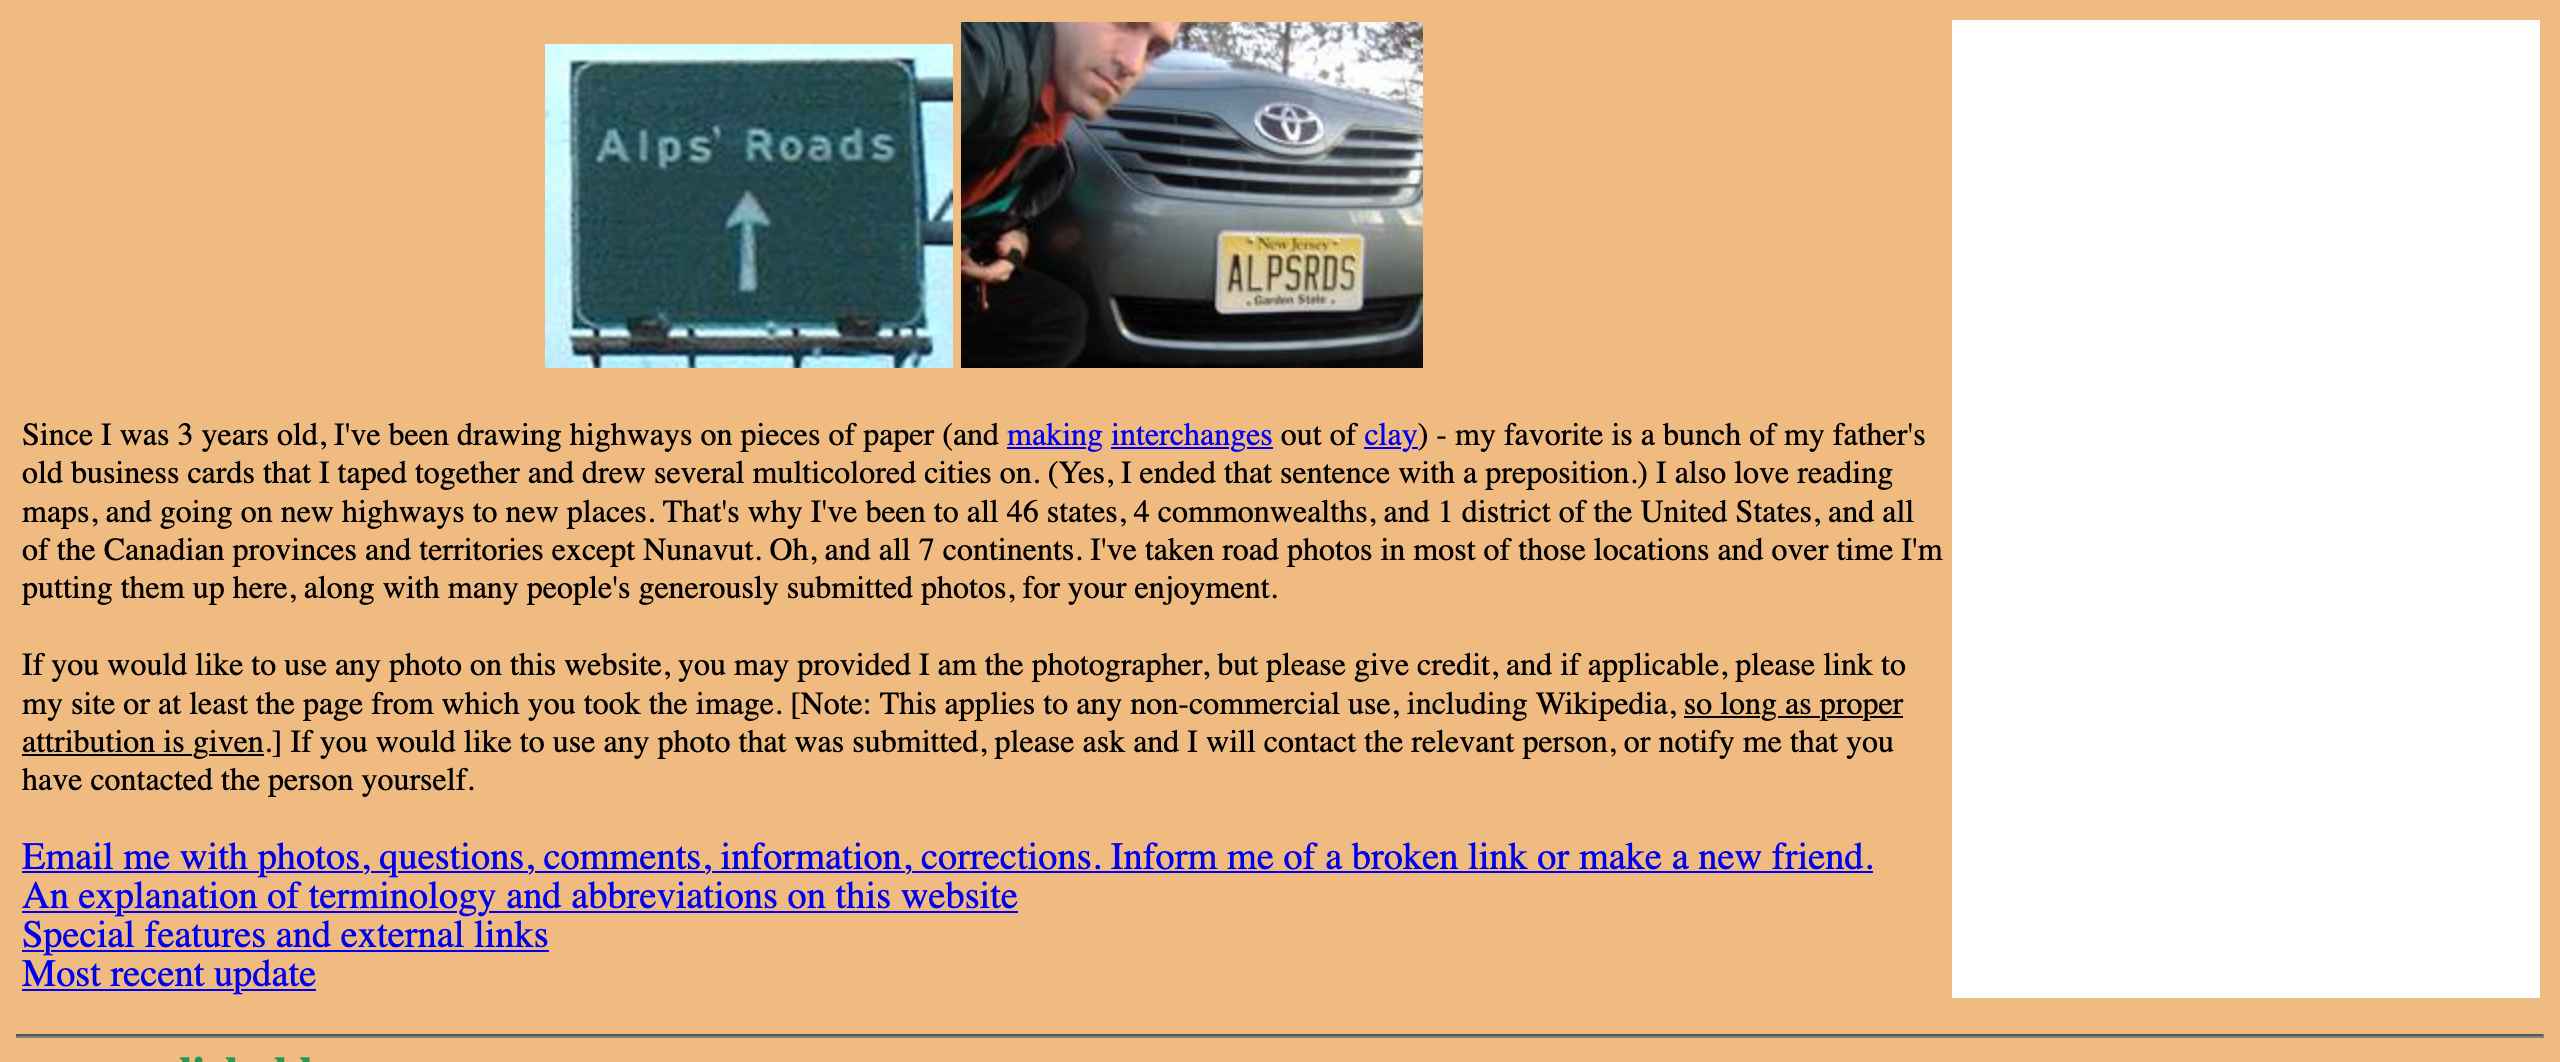 Alps' Roads
New Jersey
ALPSRDS
Garden State
Since I was 3 years old, I've been drawing highways on pieces of paper (and making interchanges out of clay) - my favorite is a bunch of my father's
old business cards that I taped together and drew several multicolored cities on. (Yes, I ended that sentence with a preposition.) I also love reading
maps, and going on new highways to new places. That's why I've been to all 46 states, 4 commonwealths, and 1 district of the United States, and all
of the Canadian provinces and territories except Nunavut. Oh, and all 7 continents. I've taken road photos in most of those locations and over time I'm
putting them up here, along with many people's generously submitted photos, for your enjoyment.
If you would like to use any photo on this website, you may provided I am the photographer, but please give credit, and if applicable, please link to
my site or at least the page from which you took the image. [Note: This applies to any non-commercial use, including Wikipedia, so long as proper
attribution is given.] If you would like to use any photo that was submitted, please ask and I will contact the relevant person, or notify me that you
have contacted the person yourself.
Email me with photos, questions, comments, information, corrections. Inform me of a broken link or make a new friend.
An explanation of terminology and abbreviations on this website
Special features and external links
Most recent update